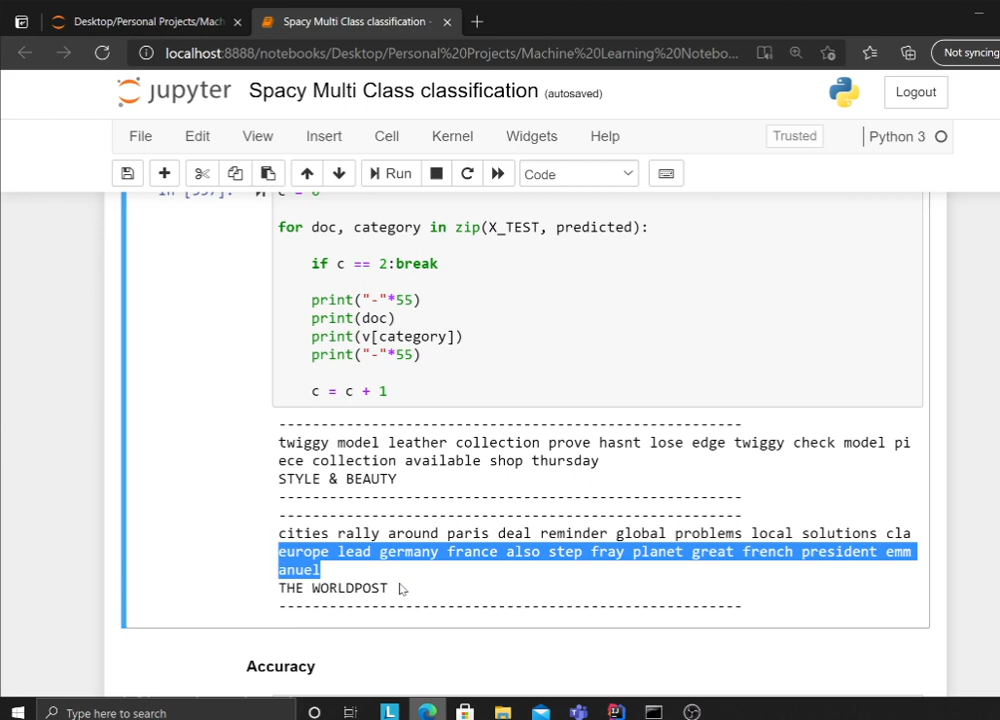 Desktop/Personal Projects/Mach
Spacy Multi Class classification -
localhost:8888/notebooks/Desktop/Personal%20Projects/Machine%20Learning%20Notebo...
Not syncing
jupyter Spacy Multi Class classification (autosaved)
Logout
File Edit View Insert Cell Kernel Widgets Help
Trusted
Python 3
Run
Code
for doc, category in zip(X_TEST, predicted):
if c == 2:break
print("-"*55)
print(doc)
print(v[category])
print("-"*55)
c = c + 1
-------------------------------------------------------
twiggy model leather collection prove hasnt lose edge twiggy check model pi
ece collection available shop thursday
STYLE & BEAUTY
-------------------------------------------------------
-------------------------------------------------------
cities rally around paris deal reminder global problems local solutions cla
europe lead germany france also step fray planet great french president emm
anuel
THE WORLDPOST
-------------------------------------------------------
Accuracy
Type here to search